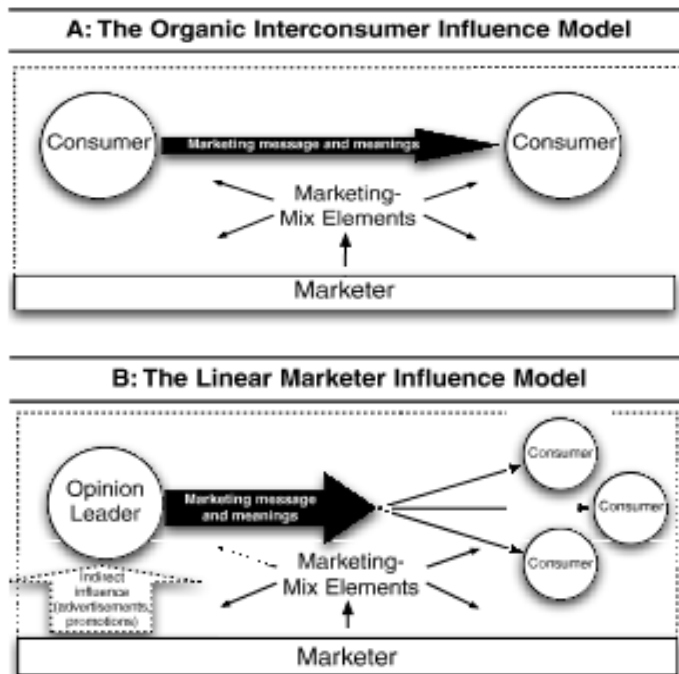 A: The Organic Interconsumer Influence Model
Consumer
Marketing message and meanings
Consumer
Marketing-
Mix Elements
Marketer
B: The Linear Marketer Influence Model
Opinion
Leader
Marketing message
and meanings
Consumer
Consumer
Consumer
Marketing-
Mix Elements
Indirect
influence
(advertisements,
promotions)
Marketer